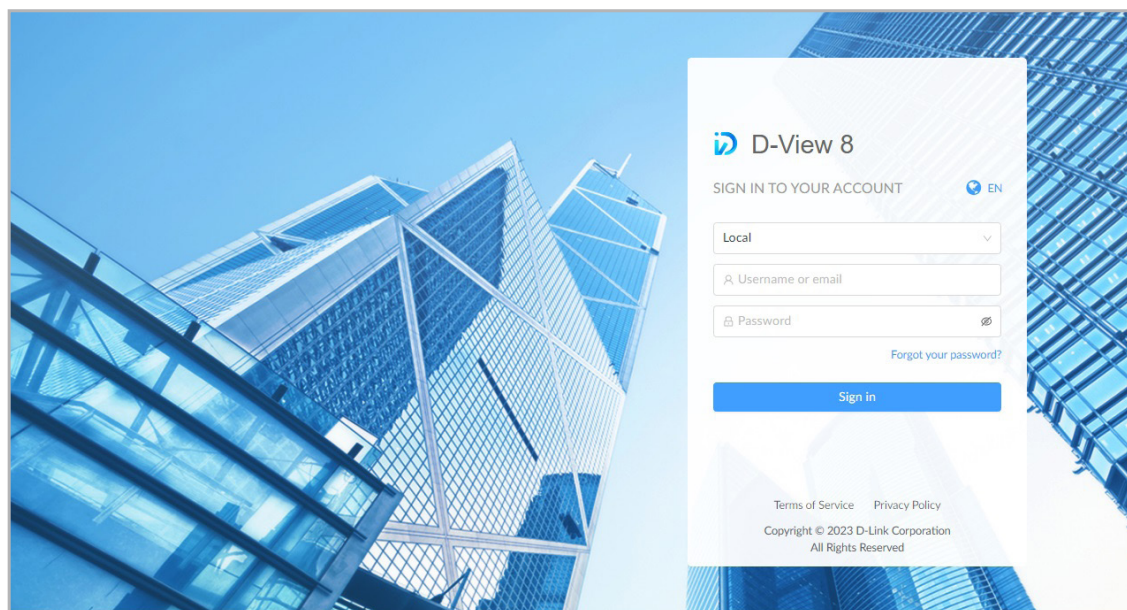 D-View 8
SIGN IN TO YOUR ACCOUNT EN
Local
Username or email
Password
Forgot your password?
Sign in
Terms of Service Privacy Policy
Copyright © 2023 D-Link Corporation
All Rights Reserved